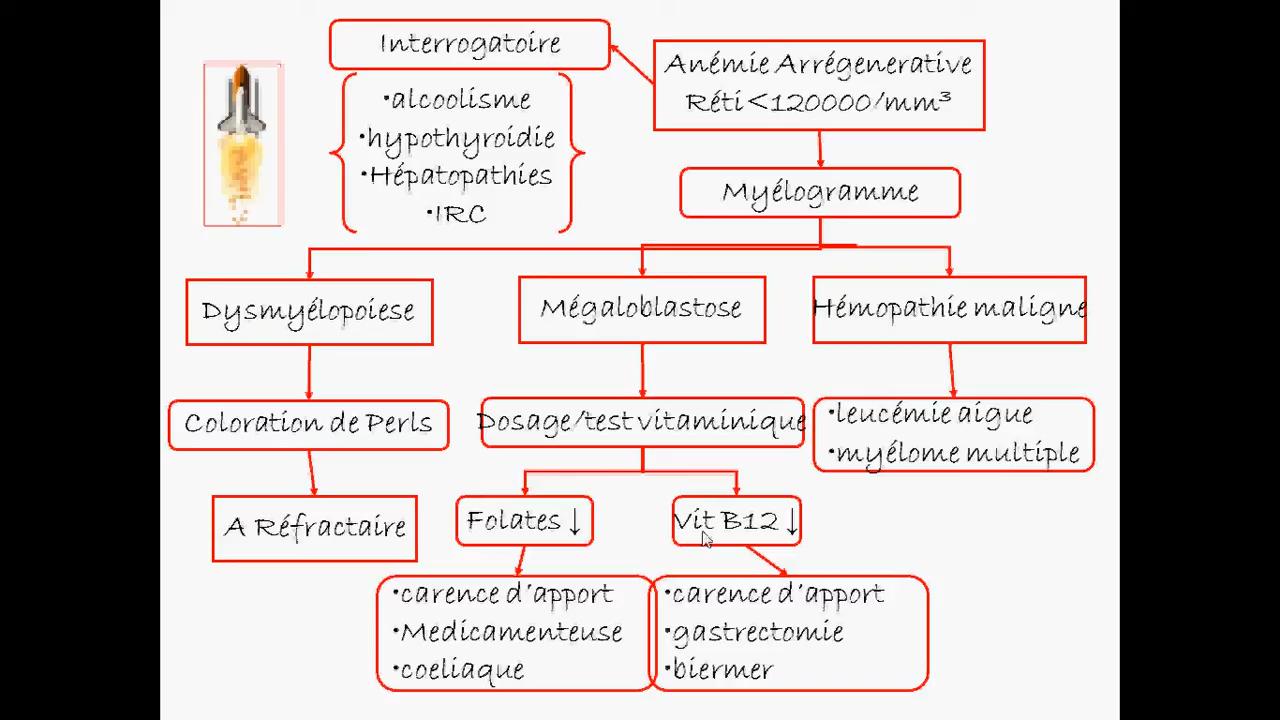 Interrogatoire
Anémie Arrégenerative
Réti <120000/mm³
•alcoolisme
•hypothyroidie
•Hépatopathies
•IRC
Myélogramme
Dysmyélopoiese
Mégaloblastose
Hémopathie maligne
Coloration de Perls
Dosage/test vitaminique
•leucémie aigue
•myélome multiple
A Réfractaire
Folates ↓
Vit B12 ↓
•carence d'apport
•Medicamenteuse
•coeliaque
•carence d'apport
•gastrectomie
•biermer